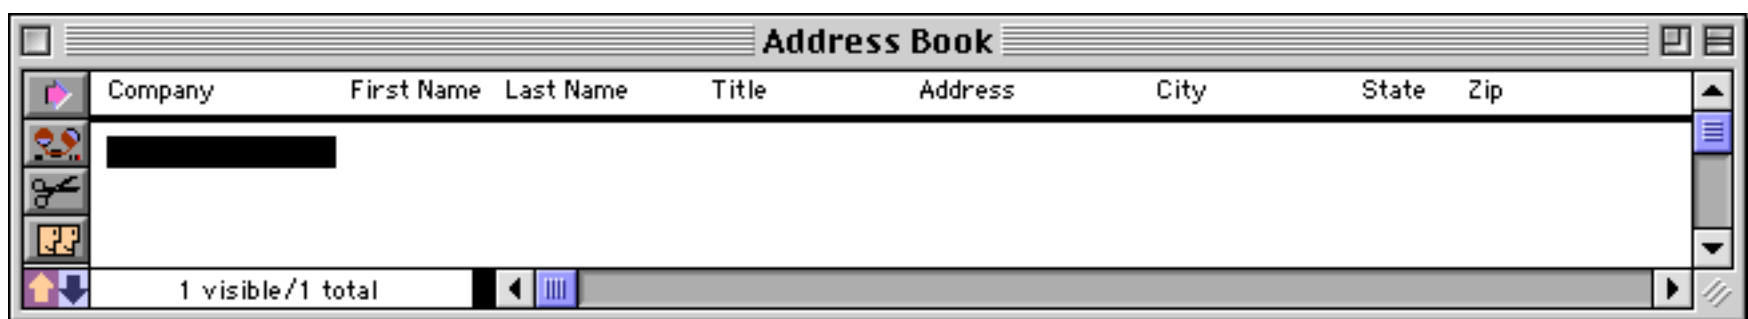 Address Book
Company First Name Last Name Title Address City State Zip
1 visible/1 total